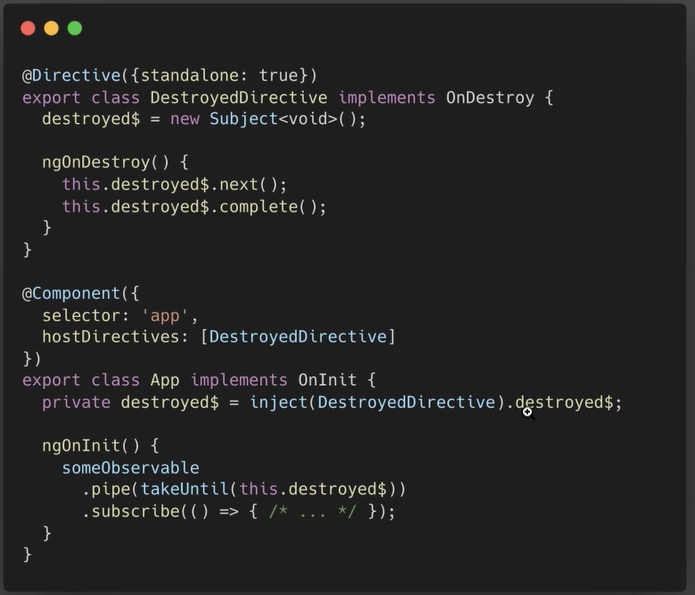 @Directive({standalone: true})
export class DestroyedDirective implements OnDestroy {
  destroyed$ = new Subject<void>();

  ngOnDestroy() {
    this.destroyed$.next();
    this.destroyed$.complete();
  }
}

@Component({
  selector: 'app',
  hostDirectives: [DestroyedDirective]
})
export class App implements OnInit {
  private destroyed$ = inject(DestroyedDirective).destroyed$;

  ngOnInit() {
    someObservable
      .pipe(takeUntil(this.destroyed$))
      .subscribe(() => { /* ... */ });
  }
}